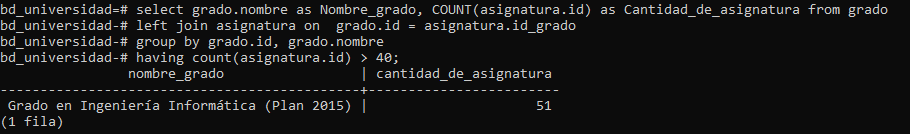 bd_universidad=# select grado.nombre as Nombre_grado, COUNT(asignatura.id) as Cantidad_de_asignatura from grado
bd_universidad-# left join asignatura on  grado.id = asignatura.id_grado
bd_universidad-# group by grado.id, grado.nombre
bd_universidad-# having count(asignatura.id) > 40;
                nombre_grado                 | cantidad_de_asignatura
---------------------------------------------+------------------------
 Grado en Ingeniería Informática (Plan 2015) |                     51
(1 fila)